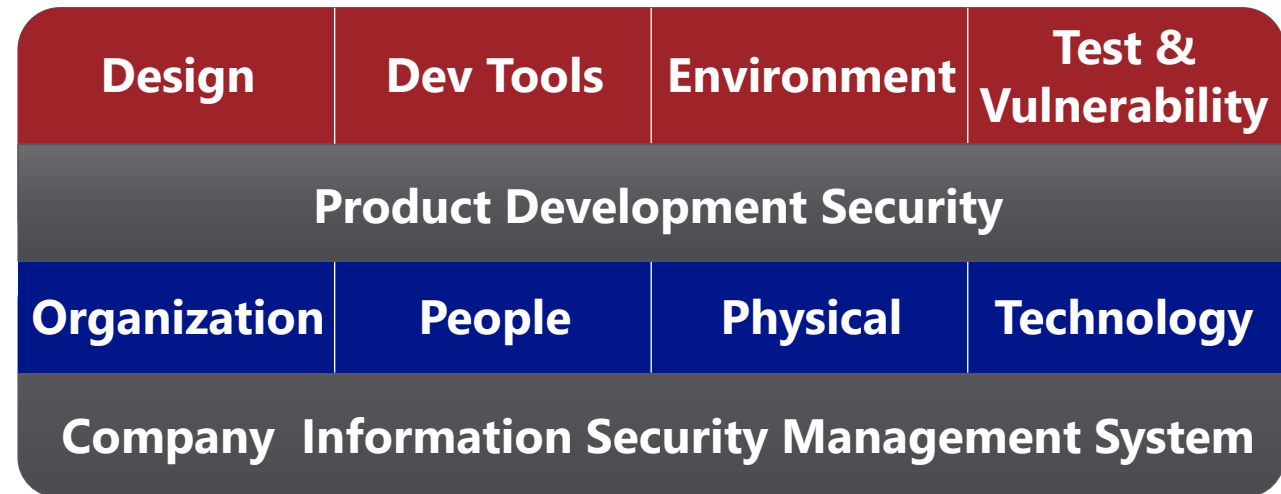 Design
Dev Tools
Environment
Test &
Vulnerability
Product Development Security
Organization
People
Physical
Technology
Company Information Security Management System